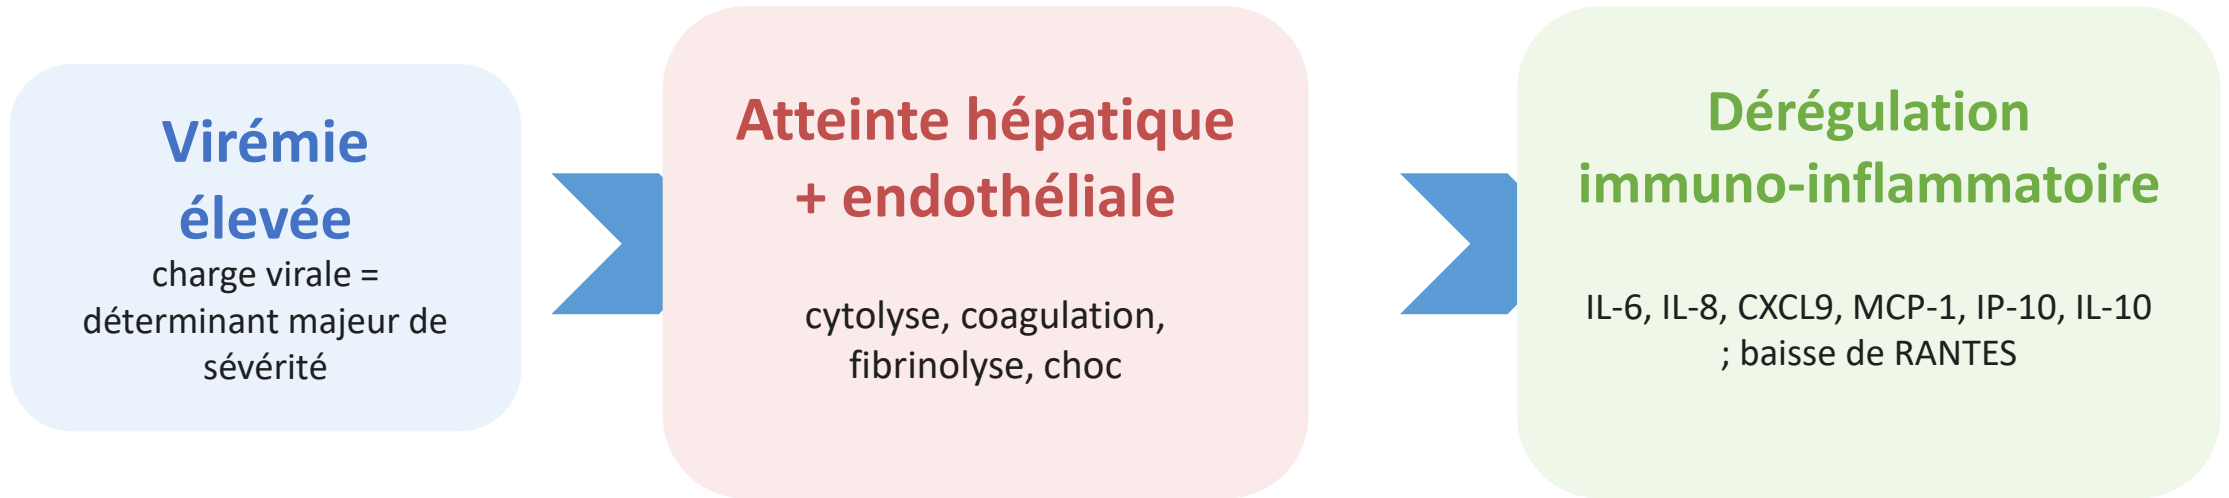 Virémie
élevée
charge virale =
déterminant majeur de
sévérité
Atteinte hépatique
+ endothéliale
cytolyse, coagulation,
fibrinolyse, choc
Dérégulation
immuno-inflammatoire
IL-6, IL-8, CXCL9, MCP-1, IP-10, IL-10
; baisse de RANTES